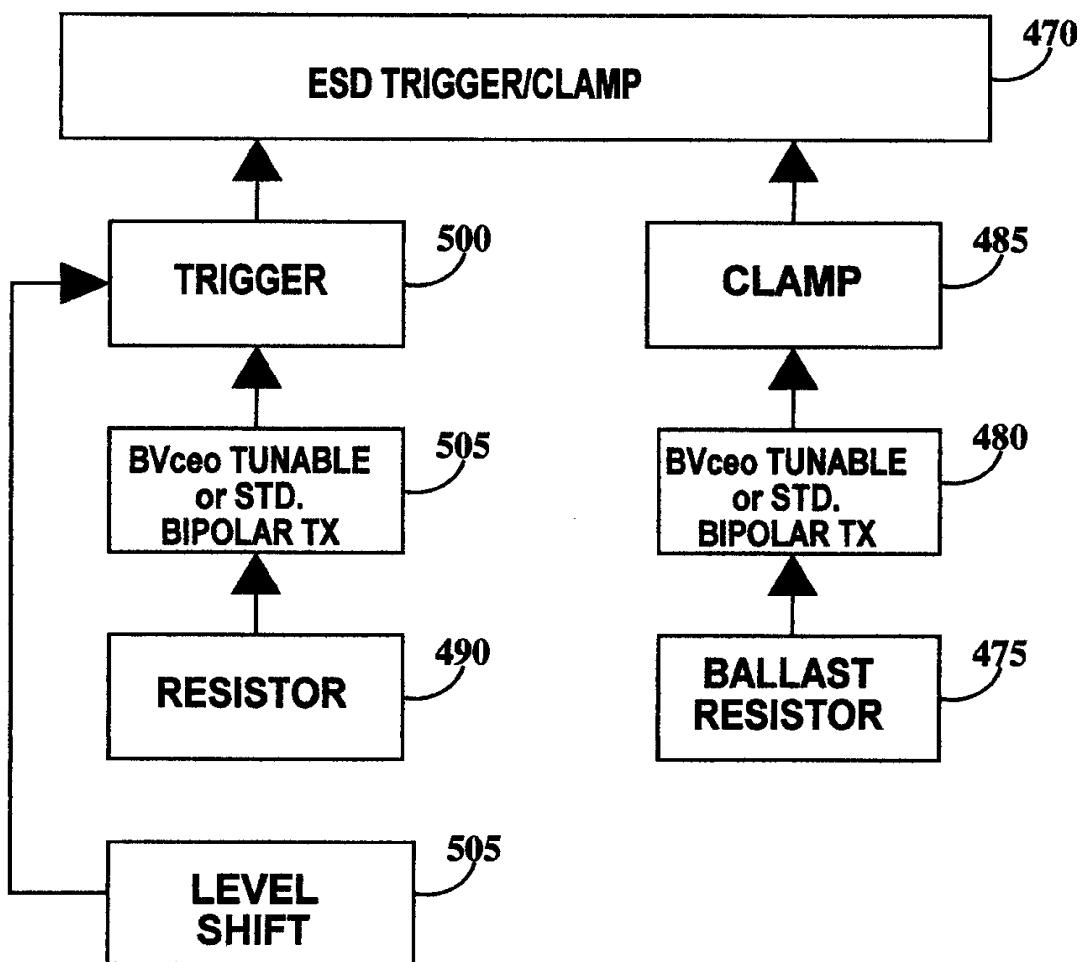 470
ESD TRIGGER/CLAMP
500
TRIGGER
485
CLAMP
505
BVceo TUNABLE
or STD.
BIPOLAR TX
480
BVceo TUNABLE
or STD.
BIPOLAR TX
490
RESISTOR
475
BALLAST
RESISTOR
505
LEVEL
SHIFT